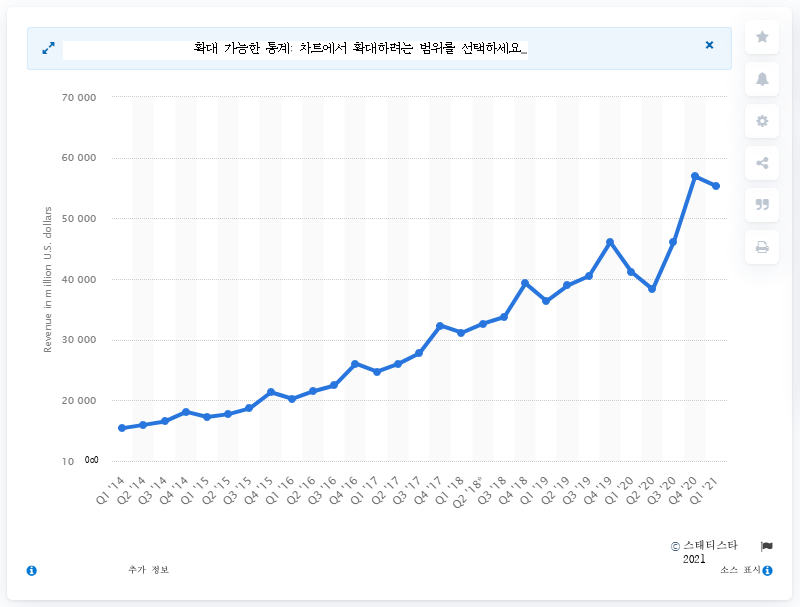 확대 가능한 통계: 차트에서 확대하려는 범위를 선택하세요.
70 000
60 000
50 000
40 000
30 000
20 000
10 0c0
Revenue in million U.S. dollars
Q1 '14
Q2 '14
Q3 '14
Q4 '14
Q1 '15
Q2 '15
Q3 '15
Q4 '15
Q1 '16
Q2 '16
Q3 '16
Q4 '16
Q1 '17
Q2 '17
Q3 '17
Q4 '17
Q1 '18
Q2 '18*
Q3 '18
Q4 '18
Q1 '19
Q2 '19
Q3 '19
Q4 '19
Q1 '20
Q2 '20
Q3 '20
Q4 '20
Q1 '21
© 스태티스타
2021
추가 정보
소스 표시